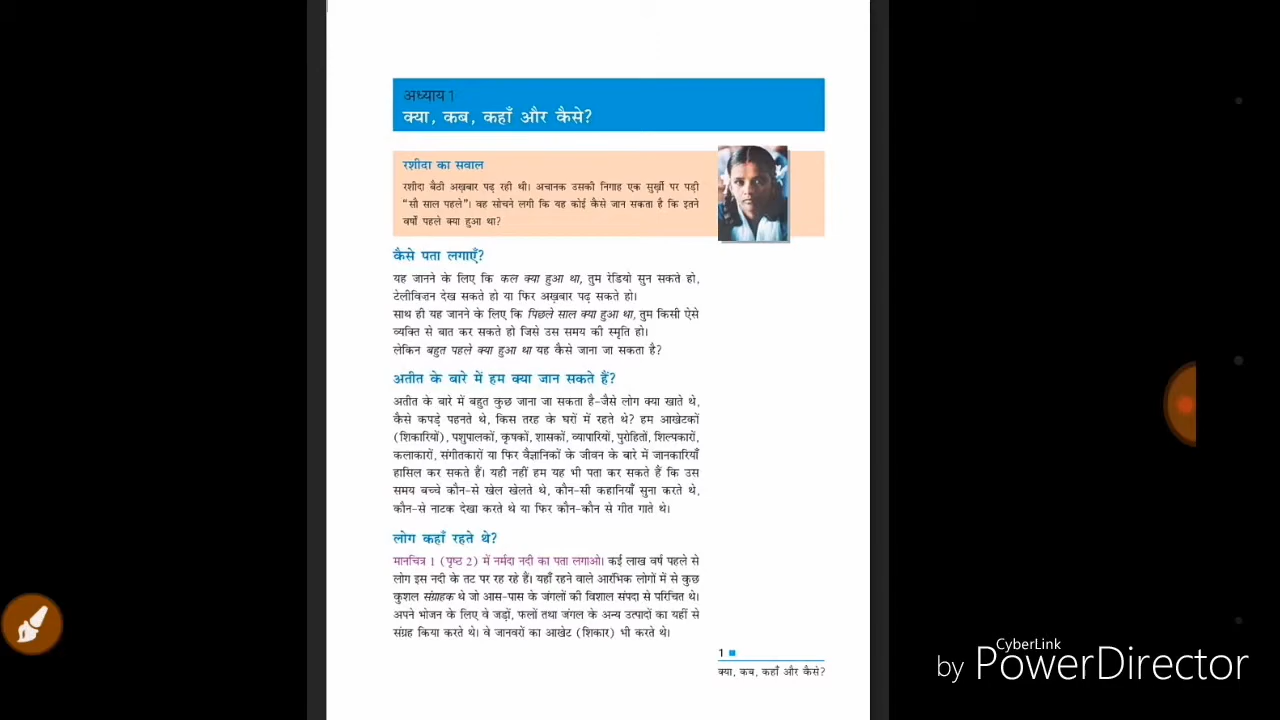 अध्याय 1
क्या, कब, कहाँ और कैसे?
रशीदा का सवाल
रशीदा बैठी अख़बार पढ़ रही थी। अचानक उसकी निगाह एक सुर्ख़ी पर पड़ी
“सौ साल पहले”। वह सोचने लगी कि यह कोई कैसे जान सकता है कि इतने
वर्षों पहले क्या हुआ था?
कैसे पता लगाएँ?
यह जानने के लिए कि कल क्या हुआ था, तुम रेडियो सुन सकते हो,
टेलीविज़न देख सकते हो या फिर अख़बार पढ़ सकते हो।
साथ ही यह जानने के लिए कि पिछले साल क्या हुआ था, तुम किसी ऐसे
व्यक्ति से बात कर सकते हो जिसे उस समय की स्मृति हो।
लेकिन बहुत पहले क्या हुआ था यह कैसे जाना जा सकता है?
अतीत के बारे में हम क्या जान सकते हैं?
अतीत के बारे में बहुत कुछ जाना जा सकता है-जैसे लोग क्या खाते थे,
कैसे कपड़े पहनते थे, किस तरह के घरों में रहते थे? हम आखेटकों
(शिकारियों), पशुपालकों, कृषकों, शासकों, व्यापारियों, पुरोहितों, शिल्पकारों,
कलाकारों, संगीतकारों या फिर वैज्ञानिकों के जीवन के बारे में जानकारियाँ
हासिल कर सकते हैं। यही नहीं हम यह भी पता कर सकते हैं कि उस
समय बच्चे कौन-से खेल खेलते थे, कौन-सी कहानियाँ सुना करते थे,
कौन-से नाटक देखा करते थे या फिर कौन-कौन से गीत गाते थे।
लोग कहाँ रहते थे?
मानचित्र 1 (पृष्ठ 2) में नर्मदा नदी का पता लगाओ। कई लाख वर्ष पहले से
लोग इस नदी के तट पर रह रहे हैं। यहाँ रहने वाले आरंभिक लोगों में से कुछ
कुशल संग्राहक थे जो आस-पास के जंगलों की विशाल संपदा से परिचित थे।
अपने भोजन के लिए वे जड़ों, फलों तथा जंगल के अन्य उत्पादों का यहीं से
संग्रह किया करते थे। वे जानवरों का आखेट (शिकार) भी करते थे।
1
क्या, कब, कहाँ और कैसे?
CyberLink
by PowerDirector